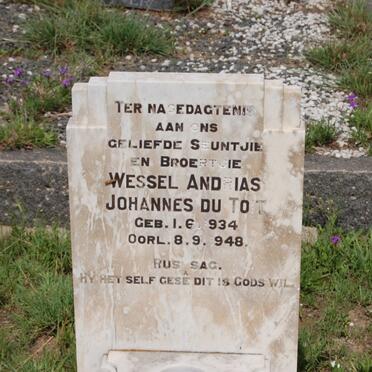 TER NAGEDAGTENIS
AAN ONS
GELIEFDE SEUNTJIE
EN BROERTJIE
WESSEL ANDRIAS
JOHANNES DU TOIT
GEB. 1.6.1934
OORL. 8.9.1948.
RUS SAG.
HY HET SELF GESÊ DIT IS GODS WIL.